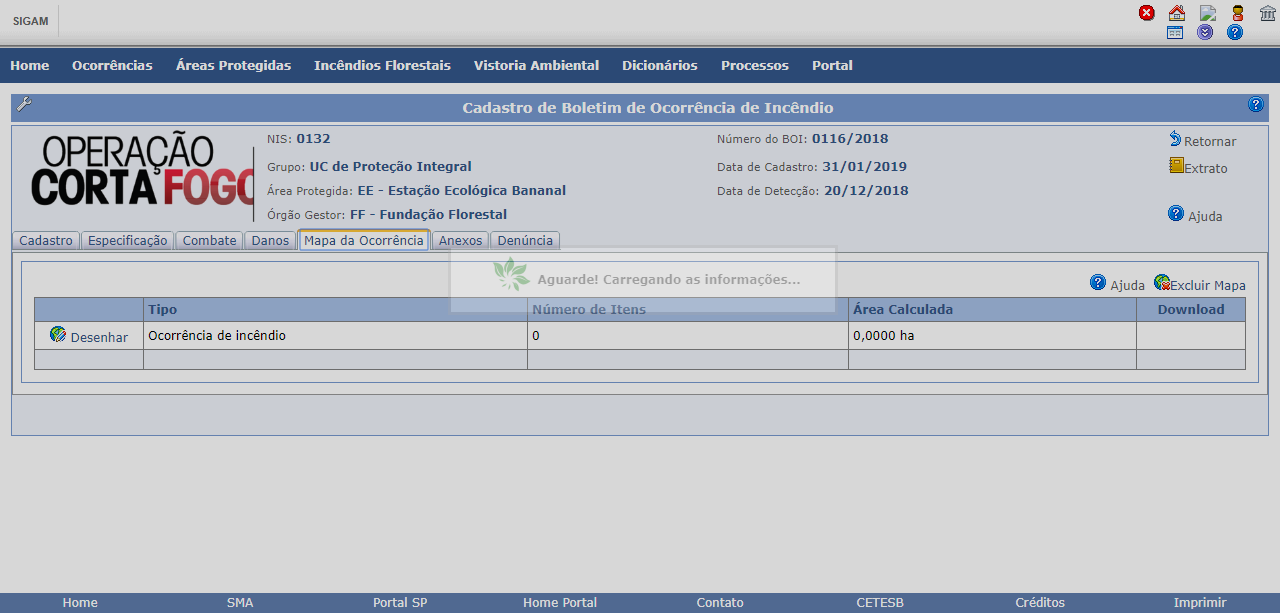 SIGAM
Home Ocorrências Áreas Protegidas Incêndios Florestais Vistoria Ambiental Dicionários Processos Portal
Cadastro de Boletim de Ocorrência de Incêndio
OPERAÇÃO
CORTA FOGO
NIS: 0132
Número do BOI: 0116/2018
Retornar
Grupo: UC de Proteção Integral
Data de Cadastro: 31/01/2019
Extrato
Área Protegida: EE - Estação Ecológica Bananal
Data de Detecção: 20/12/2018
Órgão Gestor: FF - Fundação Florestal
Ajuda
Cadastro Especificação Combate Danos Mapa da Ocorrência Anexos Denúncia
Aguarde! Carregando as informações...
Ajuda Excluir Mapa
Tipo Número de Itens Área Calculada Download
Desenhar Ocorrência de incêndio 0 0,0000 ha
Home SMA Portal SP Home Portal Contato CETESB Créditos Imprimir